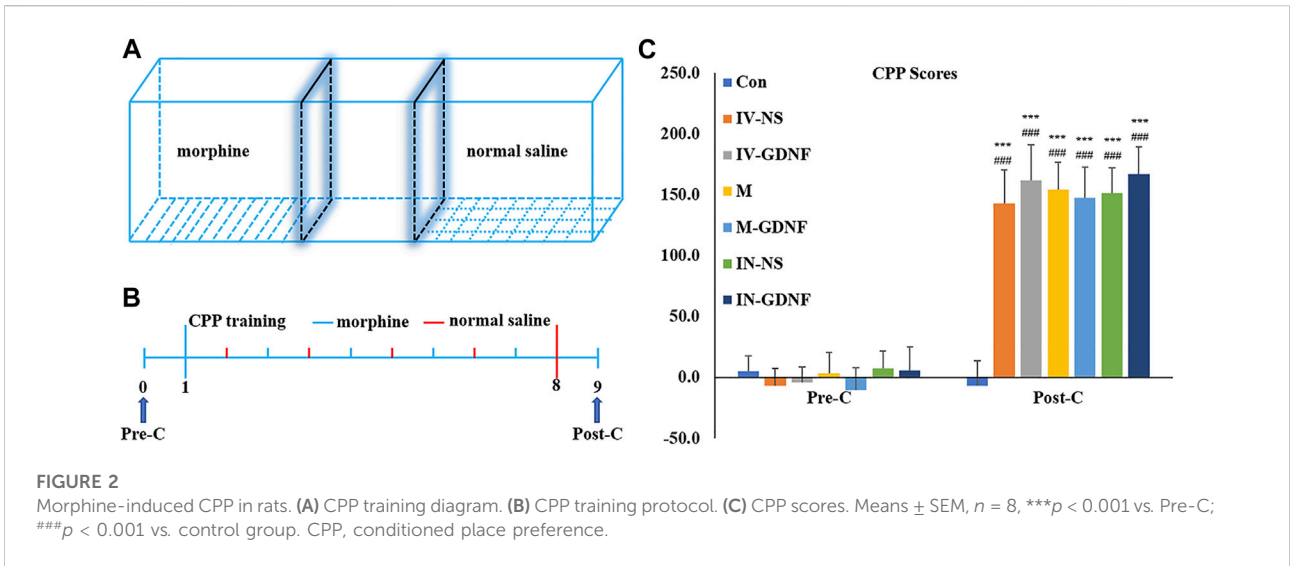 A
morphine
normal saline
B
CPP training
morphine
normal saline
0
1
8
9
Pre-C
Post-C
C
CPP Scores
250.0
200.0
150.0
100.0
50.0
0.0
-50.0
Con
IV-NS
IV-GDNF
M
M-GDNF
IN-NS
IN-GDNF
***
###
***
###
***
###
***
###
***
###
***
###
Pre-C
Post-C
FIGURE 2
Morphine-induced CPP in rats. (A) CPP training diagram. (B) CPP training protocol. (C) CPP scores. Means ± SEM, n = 8, ***p < 0.001 vs. Pre-C;
###p < 0.001 vs. control group. CPP, conditioned place preference.